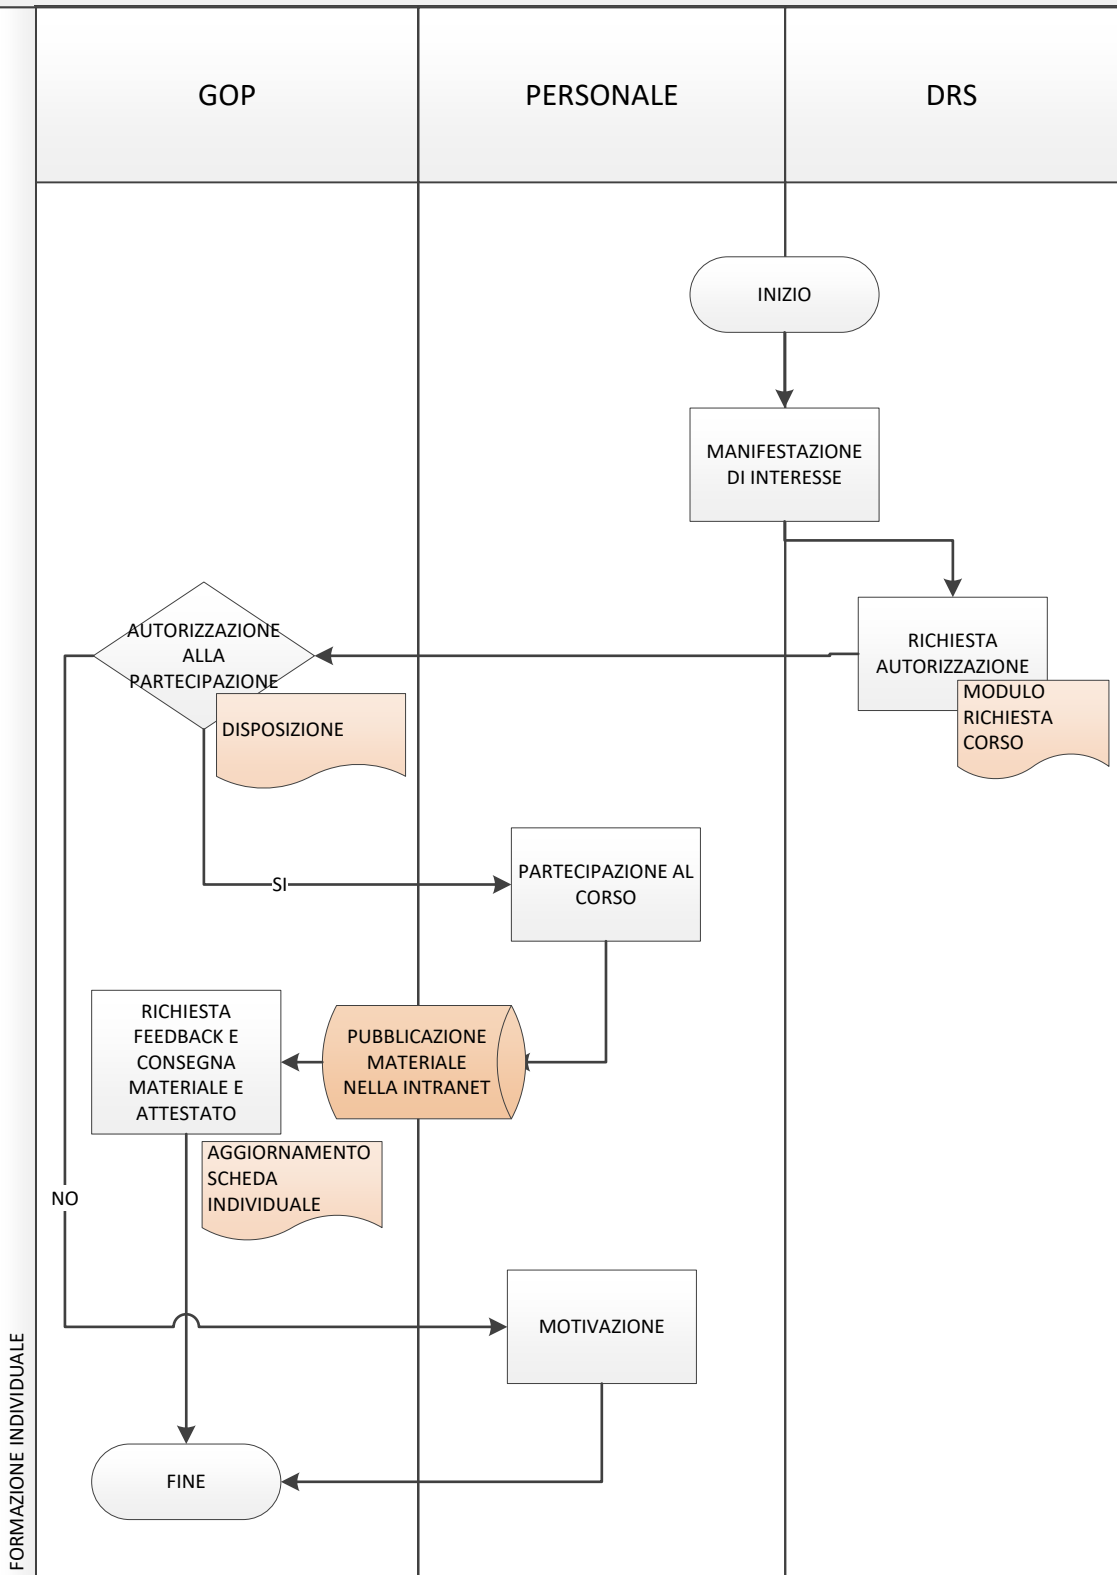 GOP
PERSONALE
DRS
INIZIO
MANIFESTAZIONE
DI INTERESSE
AUTORIZZAZIONE
ALLA
PARTECIPAZIONE
RICHIESTA
AUTORIZZAZIONE
MODULO
RICHIESTA
CORSO
DISPOSIZIONE
SI
PARTECIPAZIONE AL
CORSO
RICHIESTA
FEEDBACK E
CONSEGNA
MATERIALE E
ATTESTATO
PUBBLICAZIONE
MATERIALE
NELLA INTRANET
AGGIORNAMENTO
SCHEDA
INDIVIDUALE
NO
MOTIVAZIONE
FINE
FORMAZIONE INDIVIDUALE